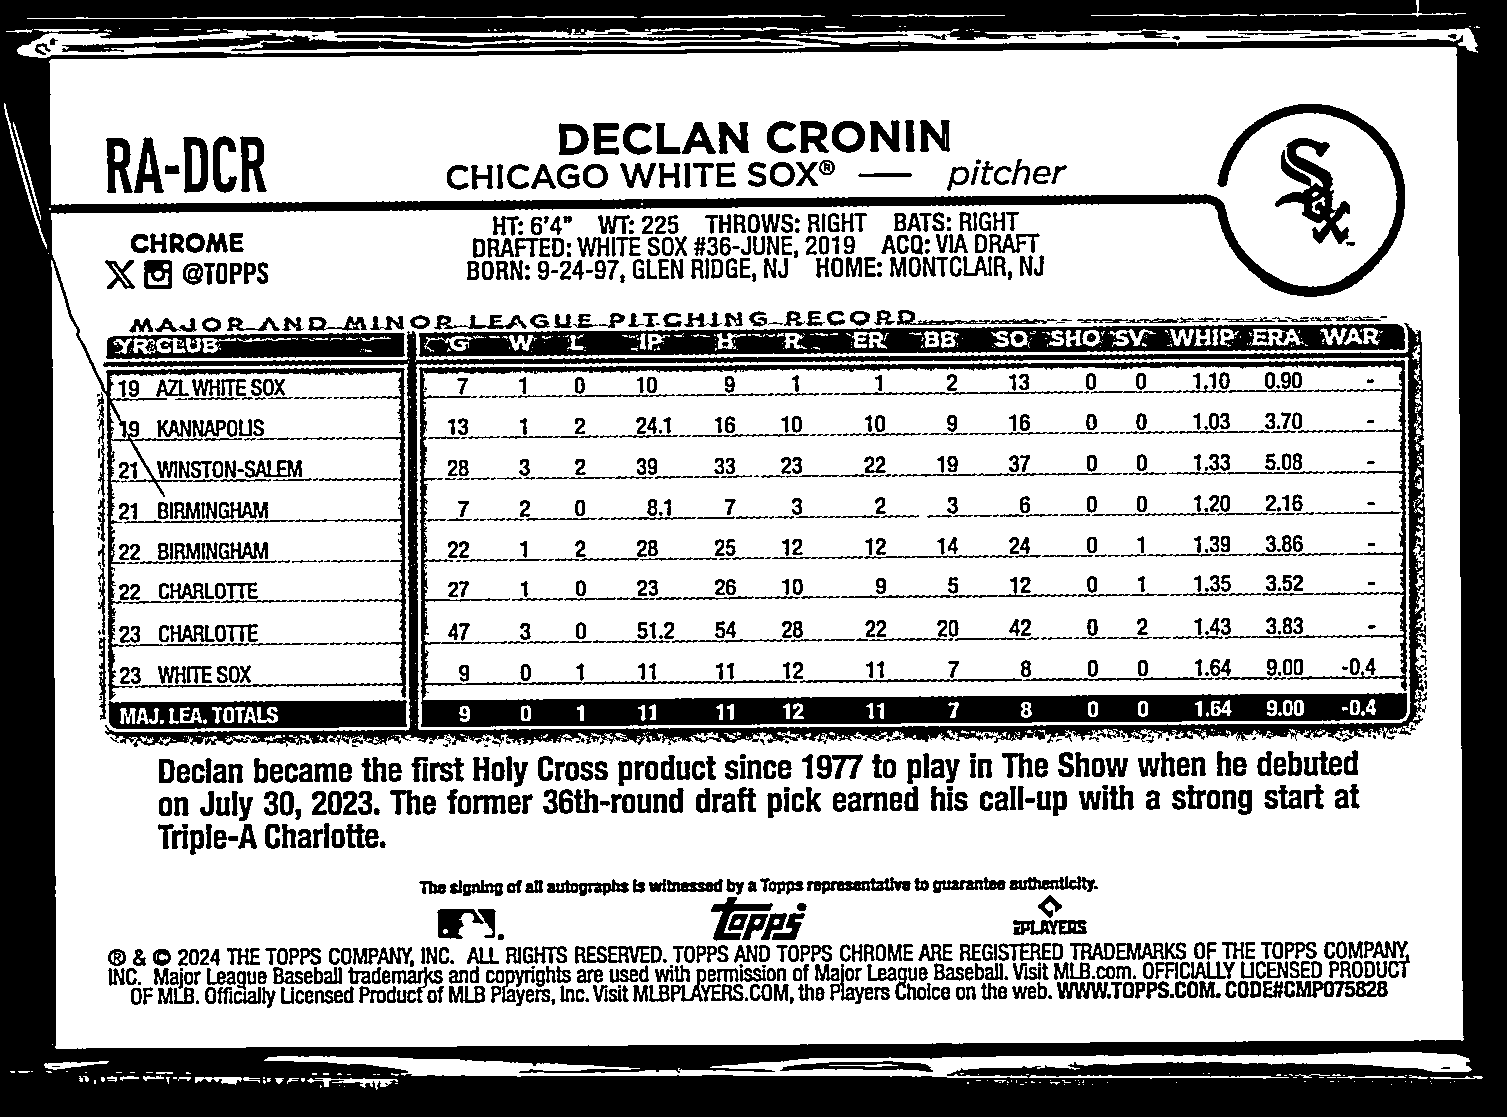 RA-DCR
DECLAN CRONIN
CHICAGO WHITE SOX® — pitcher
Sox
CHROME
X @TOPPS
HT: 6'4" WT: 225 THROWS: RIGHT BATS: RIGHT
DRAFTED: WHITE SOX #36-JUNE, 2019 ACQ: VIA DRAFT
BORN: 9-24-97, GLEN RIDGE, NJ HOME: MONTCLAIR, NJ
MAJOR AND MINOR LEAGUE PITCHING RECORD
YR CLUB G W L IP H R ER BB SO SHO SV WHIP ERA WAR
19 AZL WHITE SOX 7 1 0 10 9 1 1 2 13 0 0 1.10 0.90 -
19 KANNAPOLIS 13 1 2 24.1 16 10 10 9 16 0 0 1.03 3.70 -
21 WINSTON-SALEM 28 3 2 39 33 23 22 19 37 0 0 1.33 5.08 -
21 BIRMINGHAM 7 2 0 8.1 7 3 2 3 6 0 0 1.20 2.16 -
22 BIRMINGHAM 22 1 2 28 25 12 12 14 24 0 1 1.39 3.86 -
22 CHARLOTTE 27 1 0 23 26 10 9 5 12 0 1 1.35 3.52 -
23 CHARLOTTE 47 3 0 51.2 54 28 22 20 42 0 2 1.43 3.83 -
23 WHITE SOX 9 0 1 11 11 12 11 7 8 0 0 1.64 9.00 -0.4
MAJ. LEA. TOTALS 9 0 1 11 11 12 11 7 8 0 0 1.64 9.00 -0.4
Declan became the first Holy Cross product since 1977 to play in The Show when he debuted
on July 30, 2023. The former 36th-round draft pick earned his call-up with a strong start at
Triple-A Charlotte.
The signing of all autographs is witnessed by a Topps representative to guarantee authenticity.
topps
PLAYERS
® & © 2024 THE TOPPS COMPANY, INC. ALL RIGHTS RESERVED. TOPPS AND TOPPS CHROME ARE REGISTERED TRADEMARKS OF THE TOPPS COMPANY,
INC. Major League Baseball trademarks and copyrights are used with permission of Major League Baseball. Visit MLB.com. OFFICIALLY LICENSED PRODUCT
OF MLB. Officially Licensed Product of MLB Players, Inc. Visit MLBPLAYERS.COM, the Players Choice on the web. WWW.TOPPS.COM. CODE#CMP075828